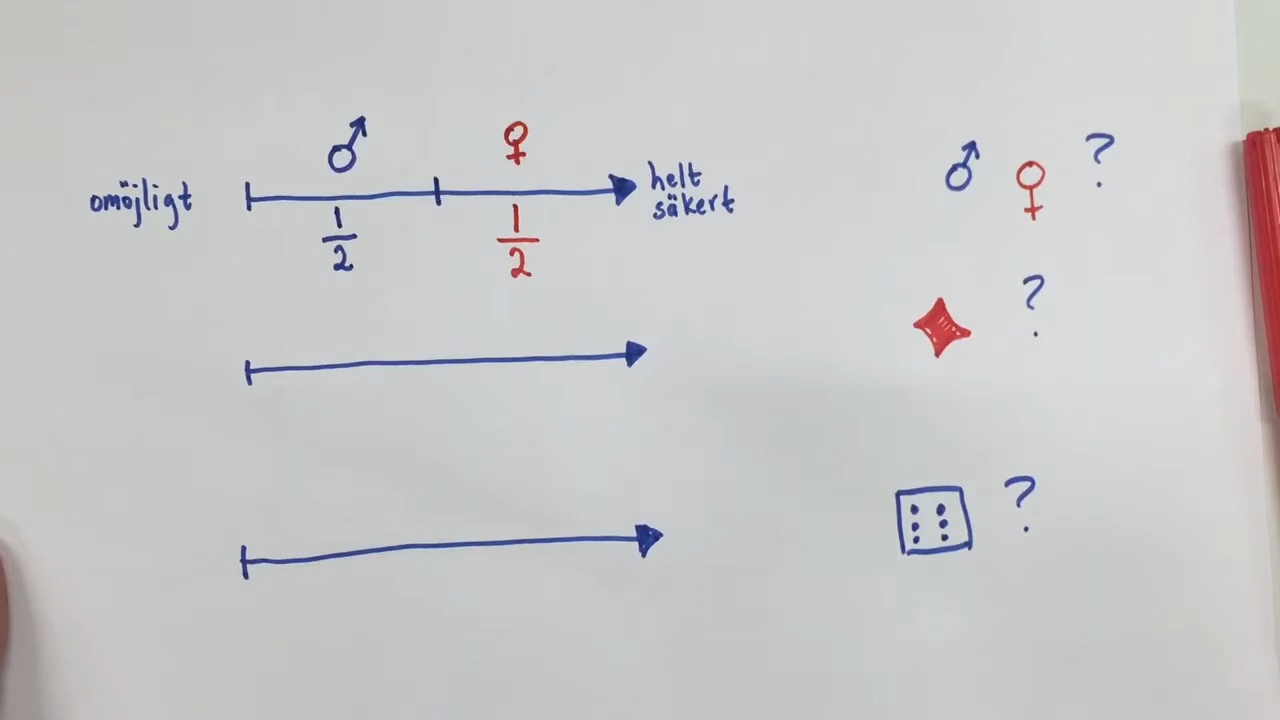 ♂ ♀
omöjligt
helt
säkert
1/2 1/2
♂ ♀ ?
?
?